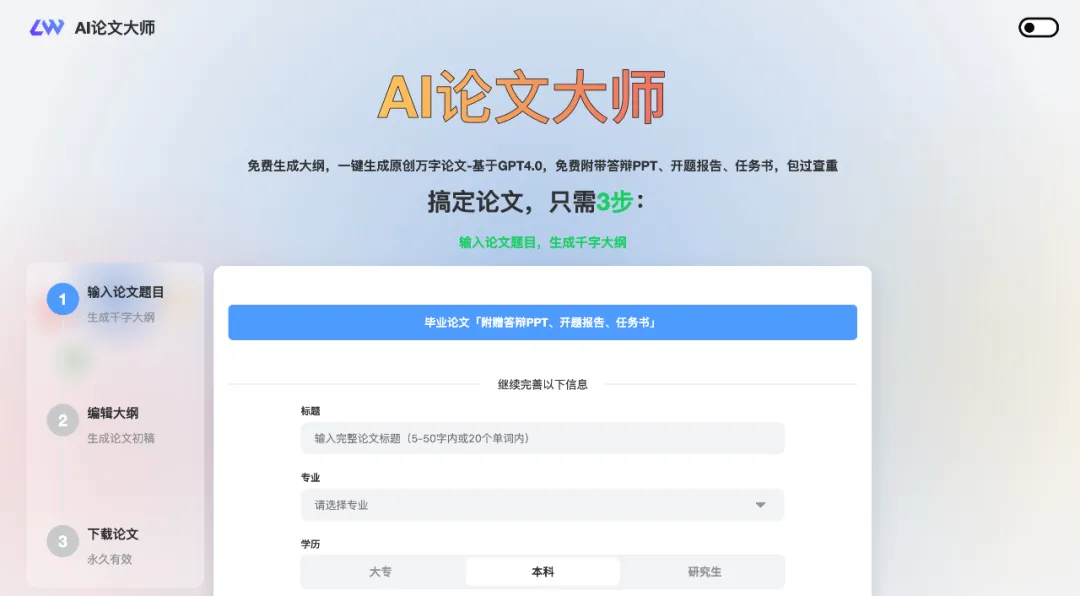 LW AI论文大师
AI论文大师
免费生成大纲，一键生成原创万字论文-基于GPT4.0，免费附带答辩PPT、开题报告、任务书，包过查重
搞定论文，只需3步：
输入论文题目，生成千字大纲
1 输入论文题目
生成千字大纲
2 编辑大纲
生成论文初稿
3 下载论文
永久有效
毕业论文「附赠答辩PPT、开题报告、任务书」
继续完善以下信息
标题
输入完整论文标题（5-50字内或20个单词内）
专业
请选择专业
学历
大专 本科 研究生